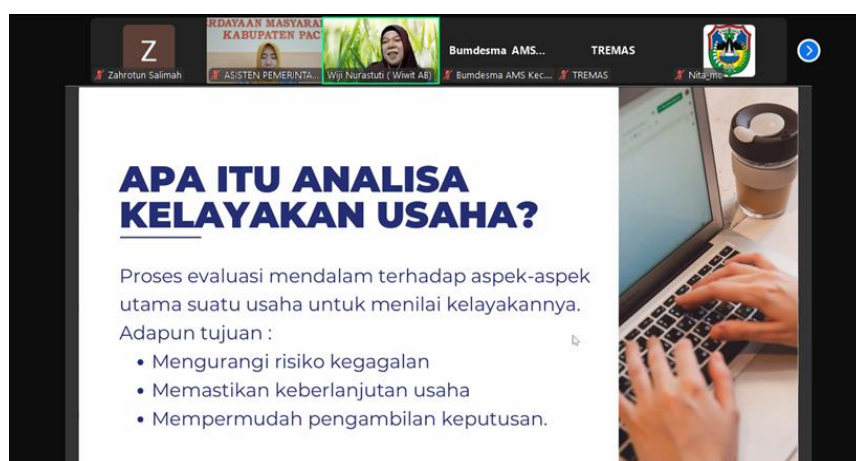 RDAYAAN MASYARA
KABUPATEN PAC
Z
Bumdesma AMS...
TREMAS
Zahrotun Salimah
ASISTEN PEMERINTA...
Wiji Nurastuti ( Wiwit AB)
Bumdesma AMS Kec....
TREMAS
Nita_mc
APA ITU ANALISA
KELAYAKAN USAHA?
Proses evaluasi mendalam terhadap aspek-aspek
utama suatu usaha untuk menilai kelayakannya.
Adapun tujuan :
• Mengurangi risiko kegagalan
• Memastikan keberlanjutan usaha
• Mempermudah pengambilan keputusan.